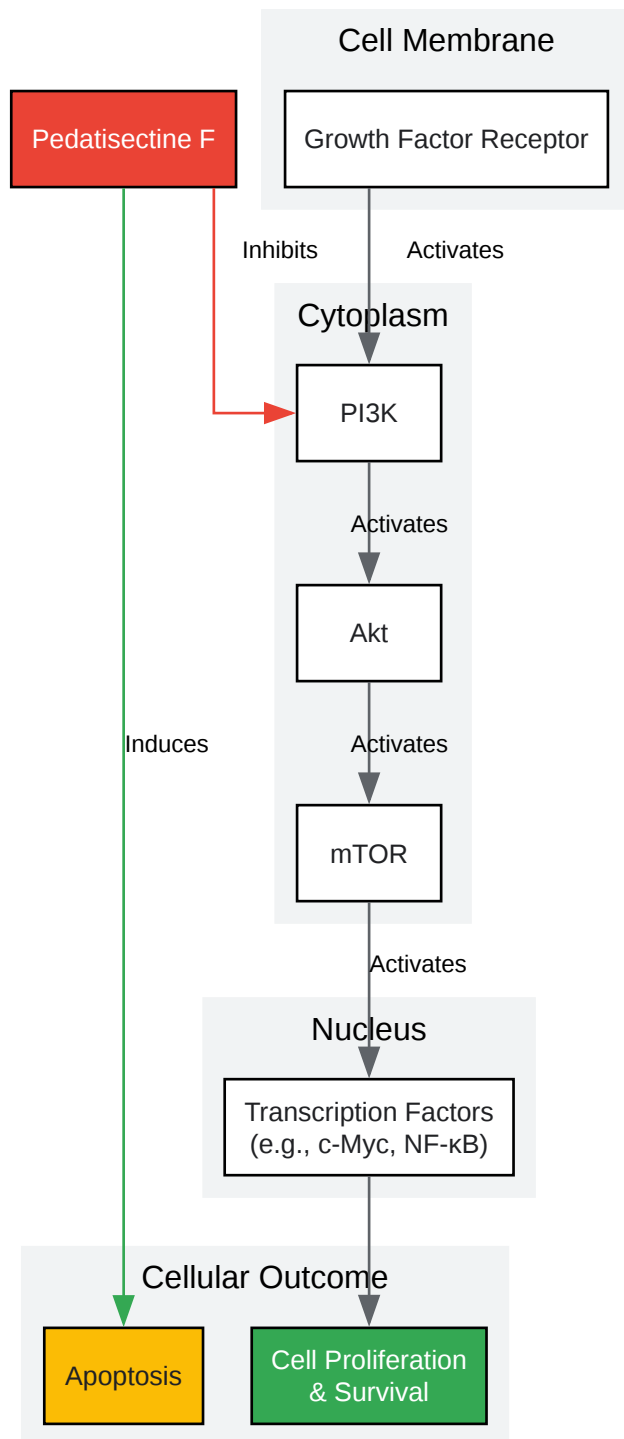 Cell Membrane
Pedatisectine F
Growth Factor Receptor
Inhibits
Activates
Cytoplasm
PI3K
Activates
Akt
Induces
Activates
mTOR
Activates
Nucleus
Transcription Factors
(e.g., c-Myc, NF-κB)
Cellular Outcome
Apoptosis
Cell Proliferation
& Survival